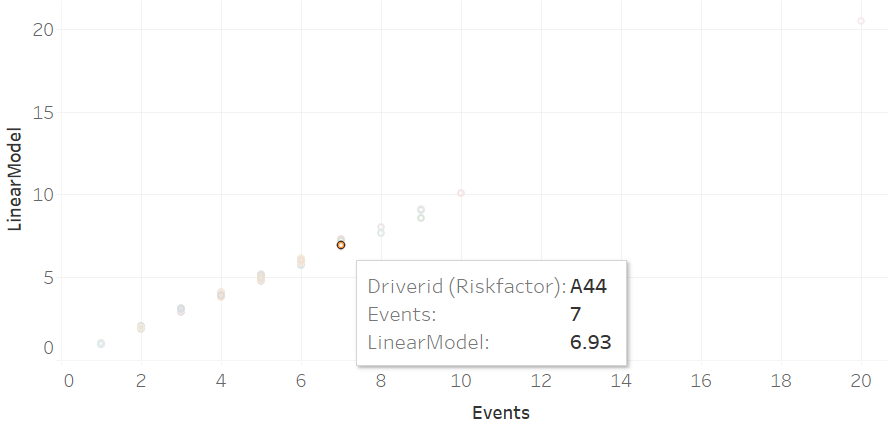 20
15
10
5
0
LinearModel
Driverid (Riskfactor): A44
Events: 7
LinearModel: 6.93
0 2 4 6 8 10 12 14 16 18 20
Events